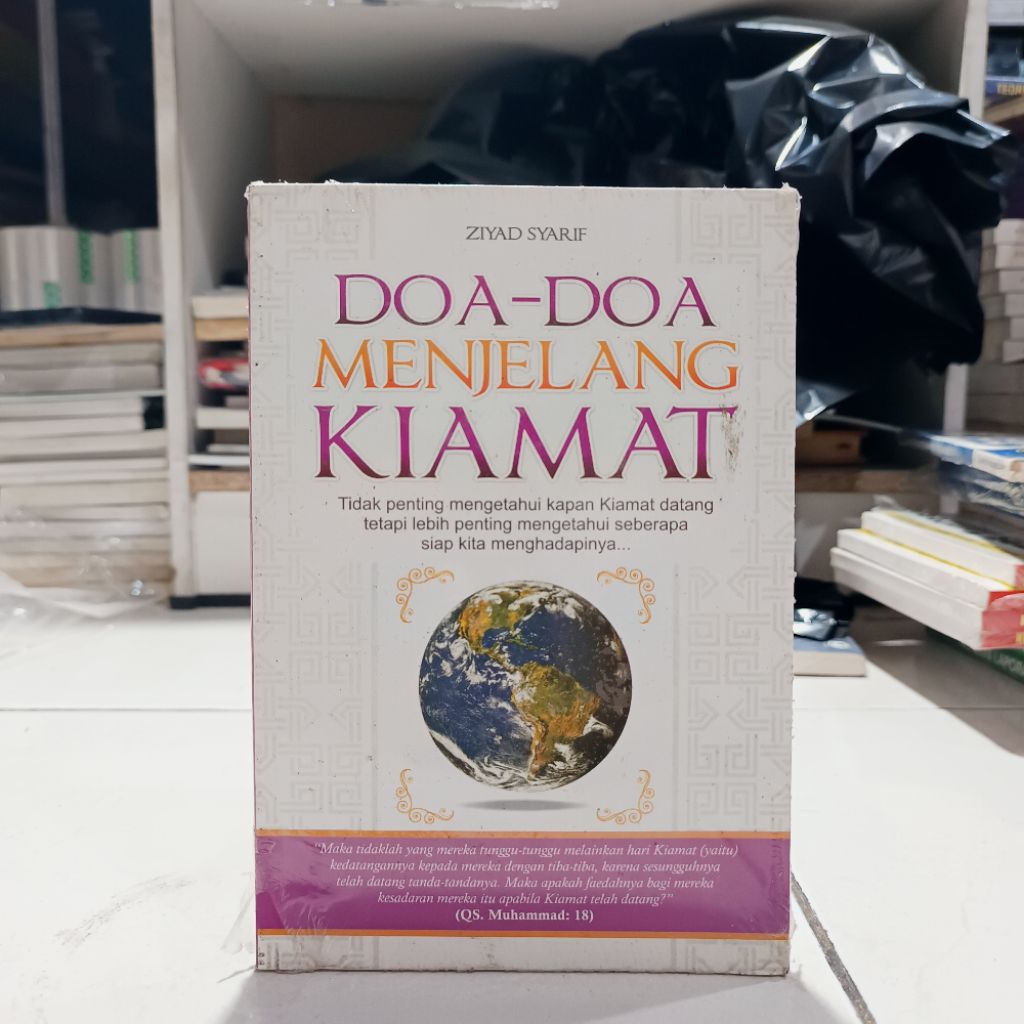 ZIYAD SYARIF
DOA-DOA
MENJELANG
KIAMAT
Tidak penting mengetahui kapan Kiamat datang
tetapi lebih penting mengetahui seberapa
siap kita menghadapinya...
"Maka tidaklah yang mereka tunggu-tunggu melainkan hari Kiamat (yaitu)
kedatangannya kepada mereka dengan tiba-tiba, karena sesungguhnya
telah datang tanda-tandanya. Maka apakah faedahnya bagi mereka
kesadaran mereka itu apabila Kiamat telah datang?"
(QS. Muhammad: 18)